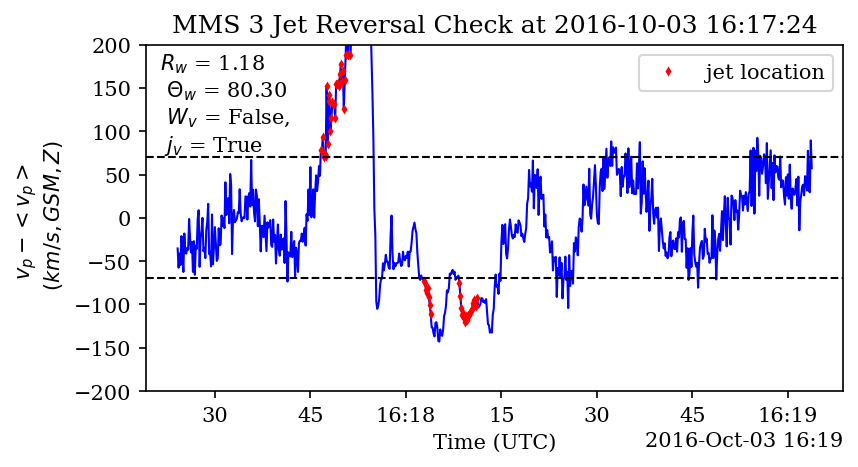 MMS 3 Jet Reversal Check at 2016-10-03 16:17:24
R_w = 1.18
Θ_w = 80.30
W_v = False,
j_v = True
jet location
v_p − < v_p >
(km/s, GSM, Z)
200
150
100
50
0
−50
−100
−150
−200
30
45
16:18
15
30
45
16:19
Time (UTC)
2016-Oct-03 16:19